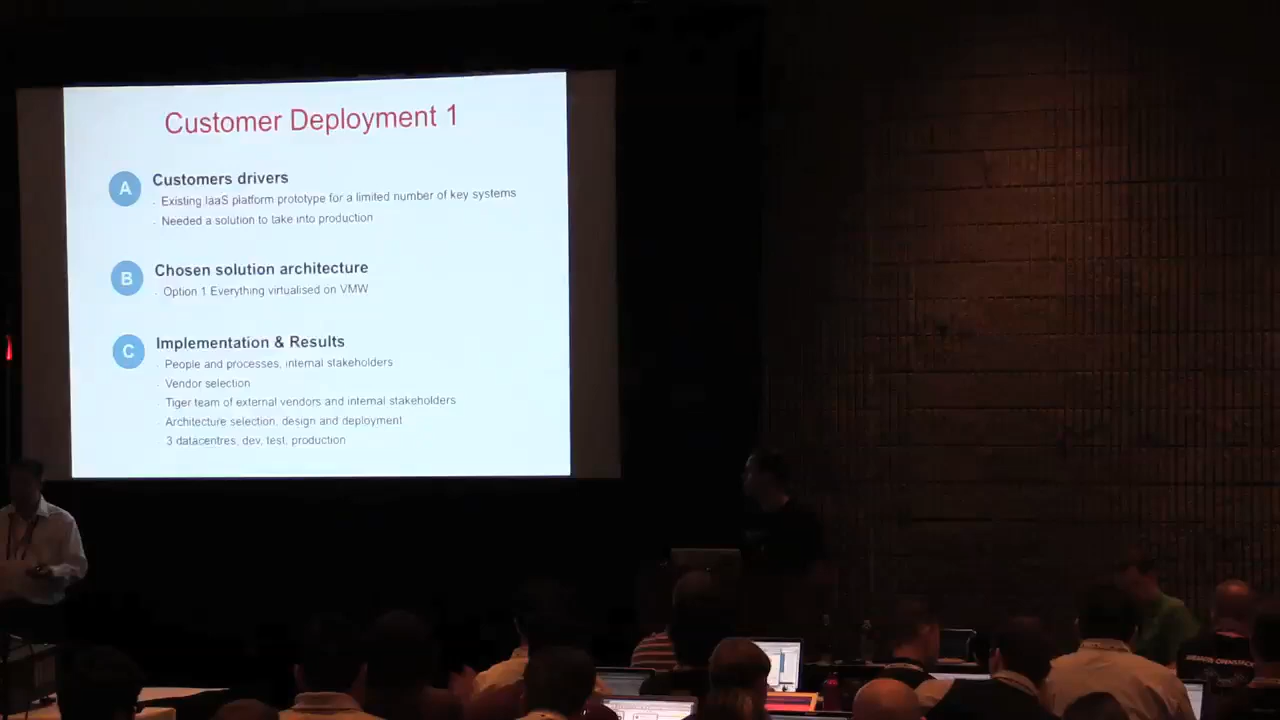 Customer Deployment 1
A Customers drivers
- Existing IaaS platform prototype for a limited number of key systems
- Needed a solution to take into production
B Chosen solution architecture
- Option 1 Everything virtualised on VMW
C Implementation & Results
- People and processes, internal stakeholders
- Vendor selection
- Tiger team of external vendors and internal stakeholders
- Architecture selection, design and deployment
3 datacentres, dev, test, production